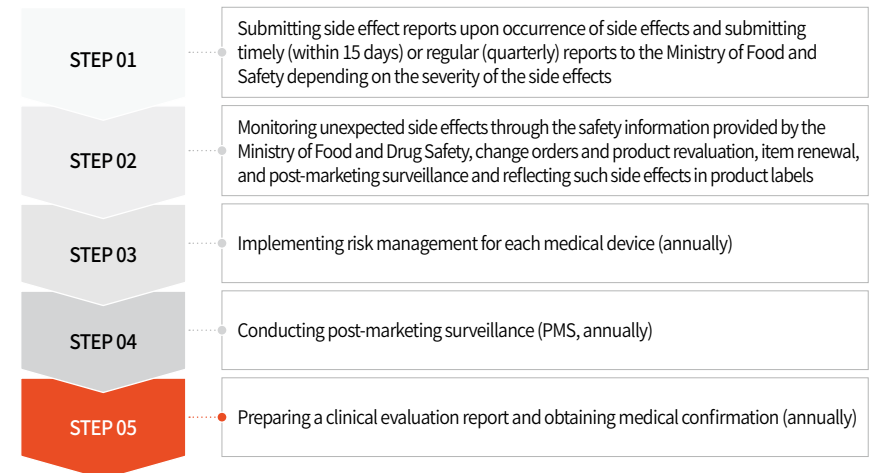 STEP 01
Submitting side effect reports upon occurrence of side effects and submitting
timely (within 15 days) or regular (quarterly) reports to the Ministry of Food and
Safety depending on the severity of the side effects
STEP 02
Monitoring unexpected side effects through the safety information provided by the
Ministry of Food and Drug Safety, change orders and product revaluation, item renewal,
and post-marketing surveillance and reflecting such side effects in product labels
STEP 03
Implementing risk management for each medical device (annually)
STEP 04
Conducting post-marketing surveillance (PMS, annually)
STEP 05
Preparing a clinical evaluation report and obtaining medical confirmation (annually)